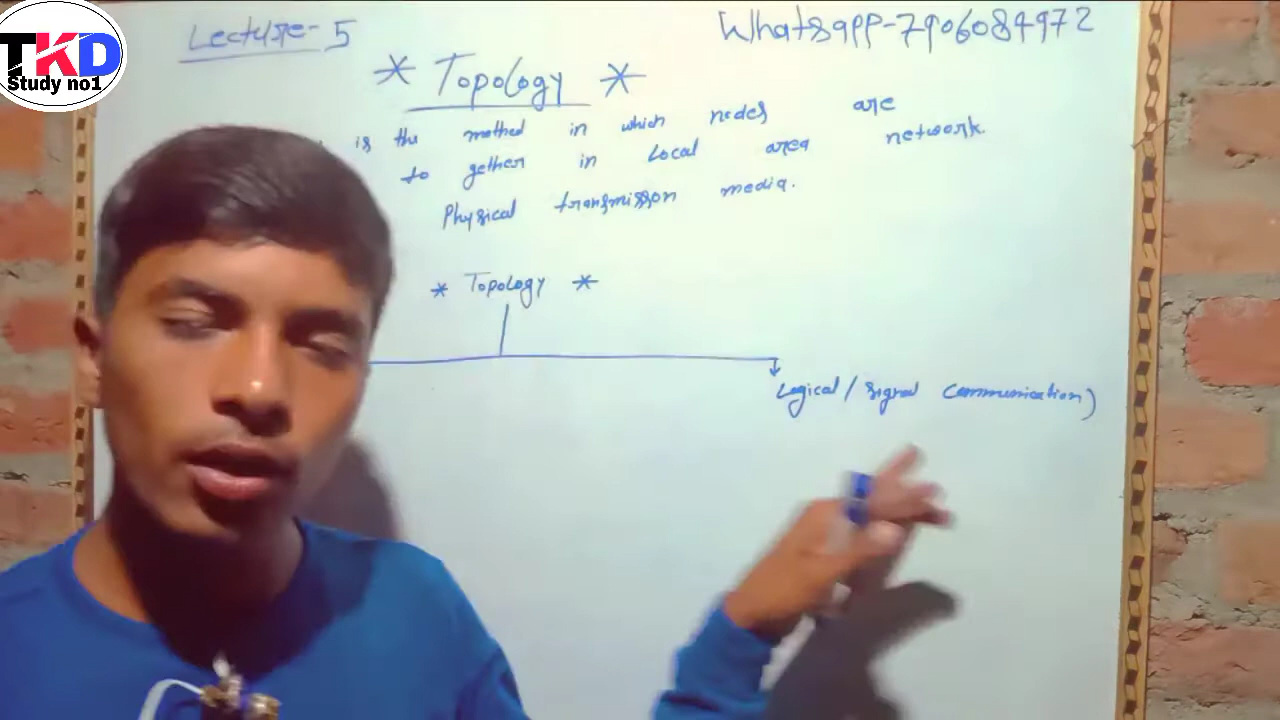 TKD
Study no1
Lecture-5
Whatsapp-7906084972
* Topology *
is the mothed in which nodes are
to gether in Local area network.
Physical transmission media.
* Topology *
Logical / signal communication)